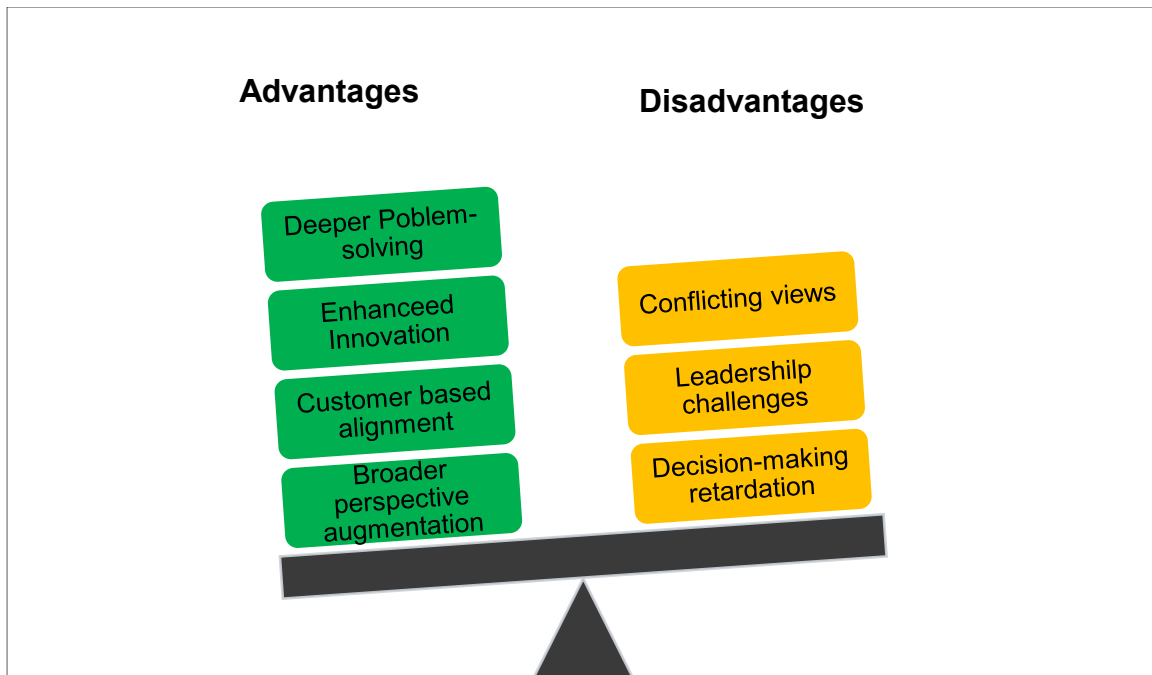 Advantages
Disadvantages
Deeper Poblem-
solving
Enhanceed
Innovation
Customer based
alignment
Broader
perspective
augmentation
Conflicting views
Leadershilp
challenges
Decision-making
retardation